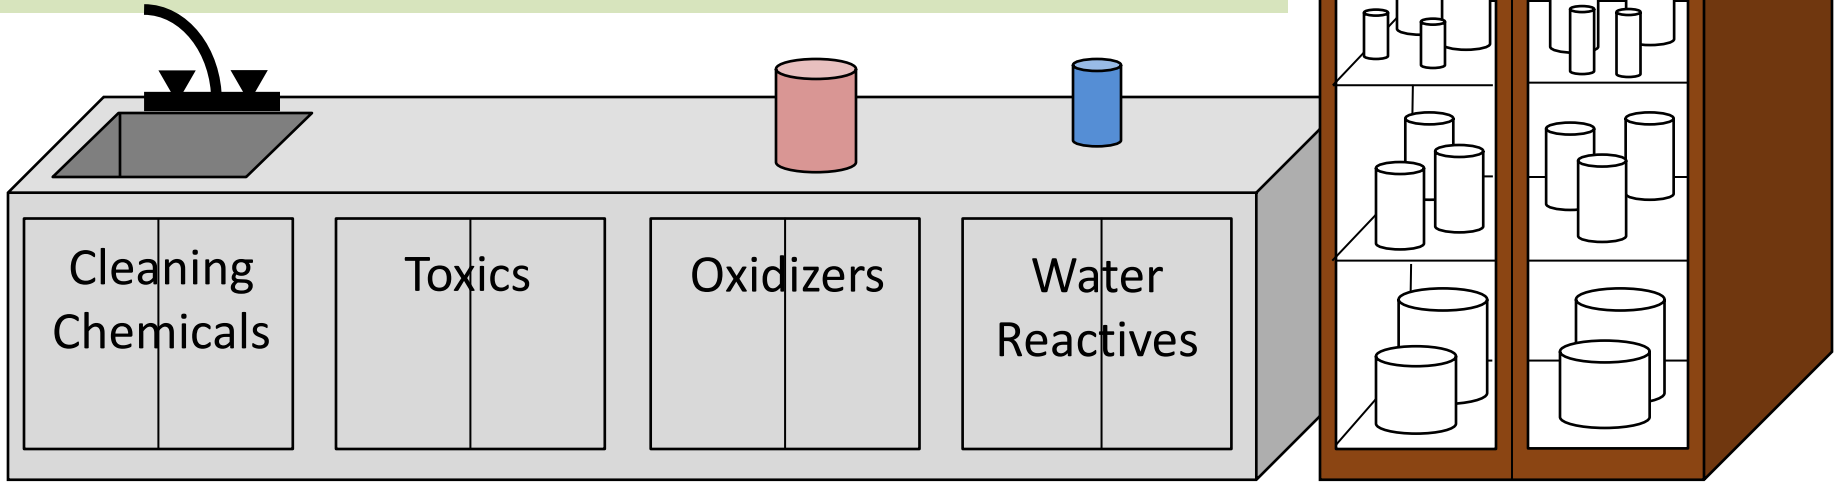 Cleaning
Chemicals
Toxics
Oxidizers
Water
Reactives